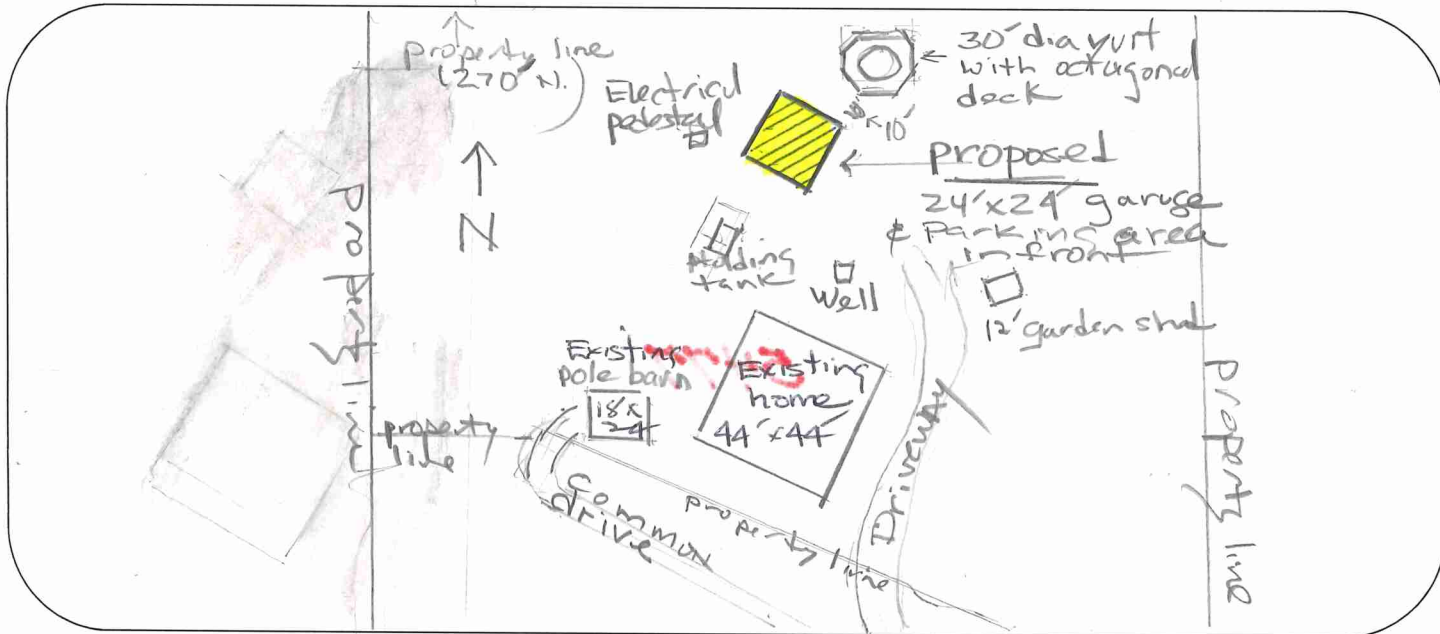 property line
(270' N.
Electrical
pedestal
30' dia yurt
with octagonal
deck
10'
proposed
24'x24' garage
& Parking area
in front
N
Holding
tank
Well
12' garden shed
Existing
pole barn
18'x
24'
Existing
home
44'x44'
property
line
Common
drive
property line
Driveway
Property line
Property line